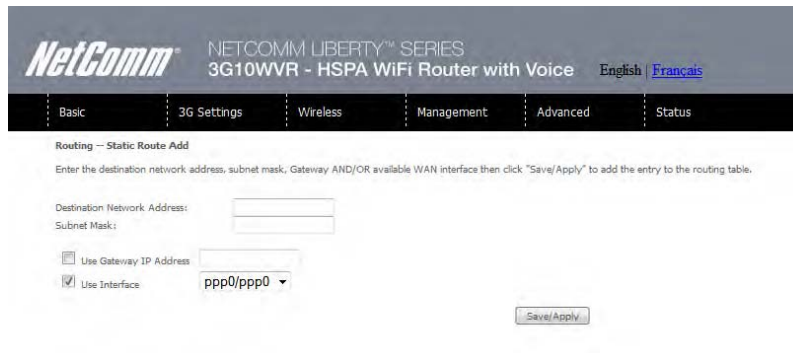 NetComm®
NETCOMM LIBERTY™ SERIES
3G10WVR - HSPA WiFi Router with Voice
English | Français
Basic 3G Settings Wireless Management Advanced Status
Routing -- Static Route Add
Enter the destination network address, subnet mask, Gateway AND/OR available WAN interface then click "Save/Apply" to add the entry to the routing table.
Destination Network Address:
Subnet Mask:
Use Gateway IP Address
Use Interface ppp0/ppp0
Save/Apply